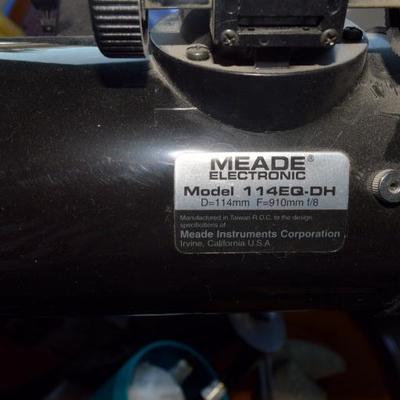 MEADE®
ELECTRONIC
Model 114EQ-DH
D=114mm F=910mm f/8
Manufactured in Taiwan R.O.C. to the design
specifications of
Meade Instruments Corporation
Irvine, California U.S.A